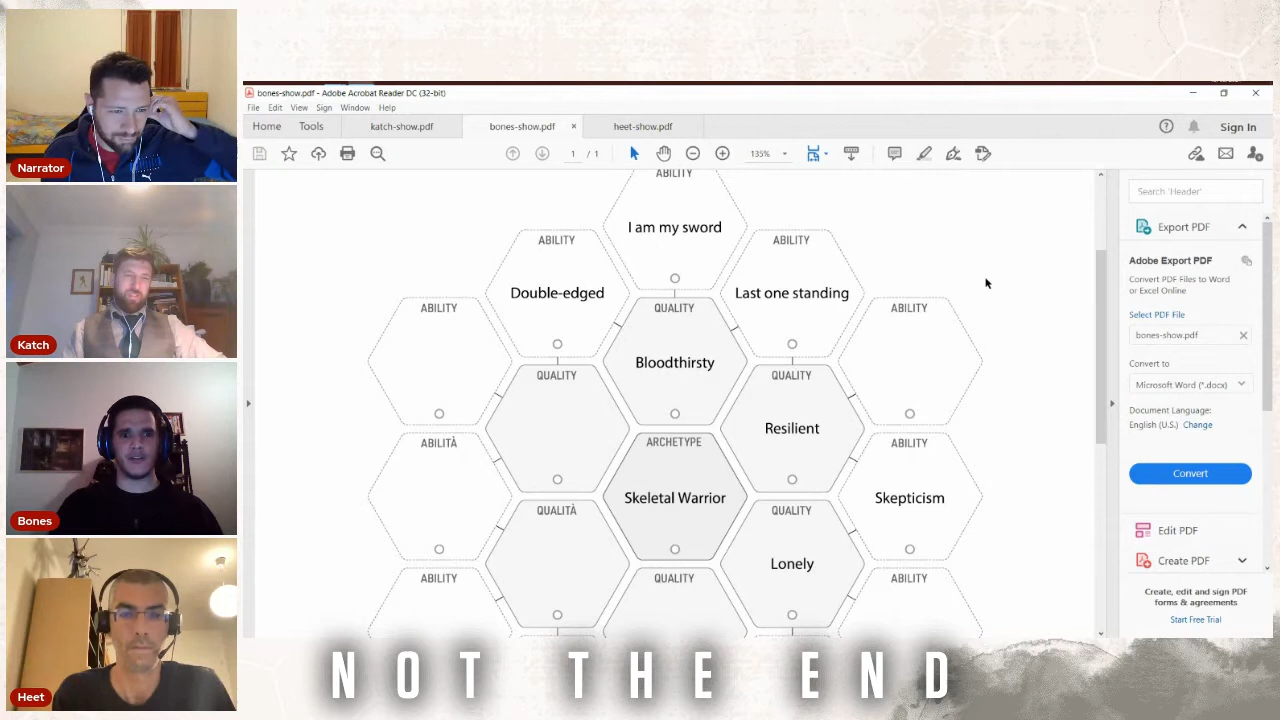 Narrator
Katch
Bones
Heet
bones-show.pdf - Adobe Acrobat Reader DC (32-bit)
File Edit View Sign Window Help
Home Tools katch-show.pdf bones-show.pdf × heet-show.pdf Sign In
1 / 1 135%
ABILITY
I am my sword
ABILITY
Double-edged
ABILITY
Last one standing
ABILITY
QUALITY
Bloodthirsty
ABILITY
QUALITY
QUALITY
Resilient
ABILITÀ
ARCHETYPE
Skeletal Warrior
ABILITY
Skepticism
QUALITÀ
QUALITY
Lonely
ABILITY
QUALITY
ABILITY
Search 'Header'
Export PDF
Adobe Export PDF
Convert PDF Files to Word
or Excel Online
Select PDF File
bones-show.pdf
Convert to
Microsoft Word (*.docx)
Document Language:
English (U.S.) Change
Convert
Edit PDF
Create PDF
Create, edit and sign PDF
forms & agreements
Start Free Trial
NOT THE END